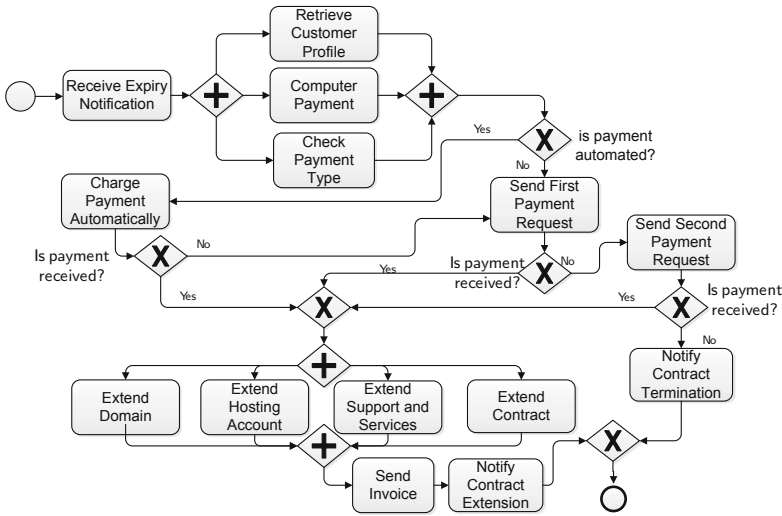 Retrieve
Customer
Profile
Receive Expiry
Notification
Computer
Payment
Check
Payment
Type
Yes
is payment
automated?
No
Charge
Payment
Automatically
Send First
Payment
Request
Send Second
Payment
Request
Is payment
received?
No
Yes
Is payment
received?
No
Yes
Is payment
received?
Yes
No
Notify
Contract
Termination
Extend
Domain
Extend
Hosting
Account
Extend
Support and
Services
Extend
Contract
Send
Invoice
Notify
Contract
Extension